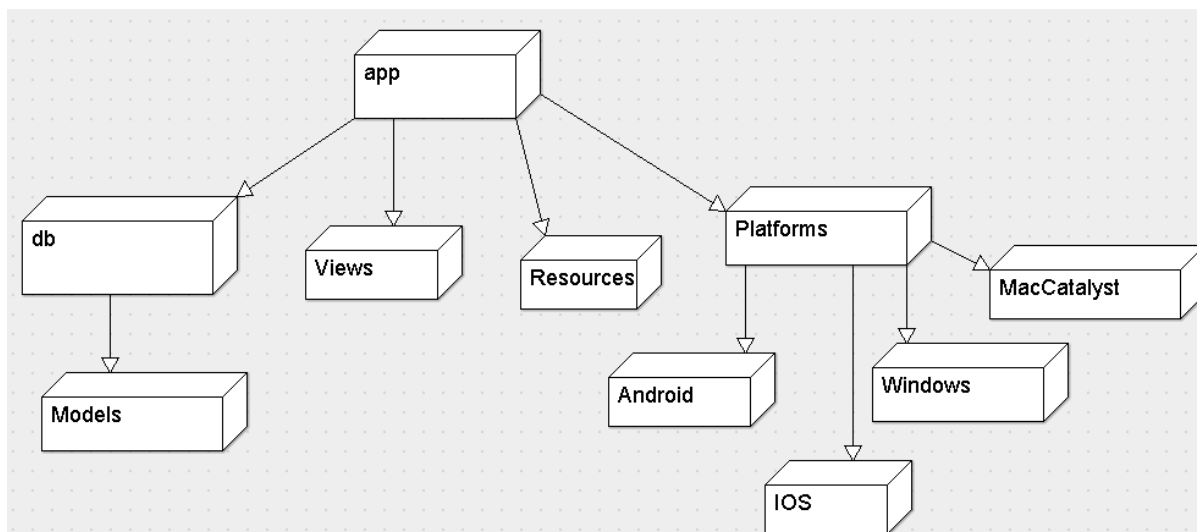 app
db
Views
Resources
Platforms
MacCatalyst
Models
Android
Windows
IOS